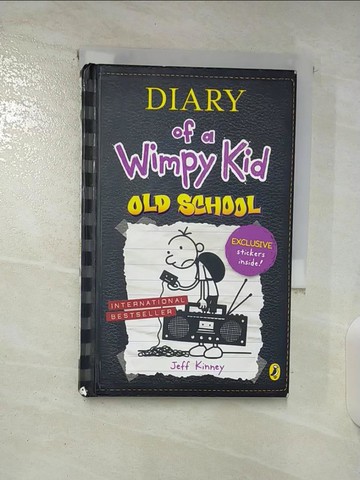 DIARY
of a
Wimpy Kid
OLD SCHOOL
EXCLUSIVE
stickers
inside!
INTERNATIONAL
BESTSELLER
Jeff Kinney